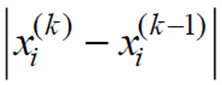 |x_i^{(k)} − x_i^{(k−1)}|